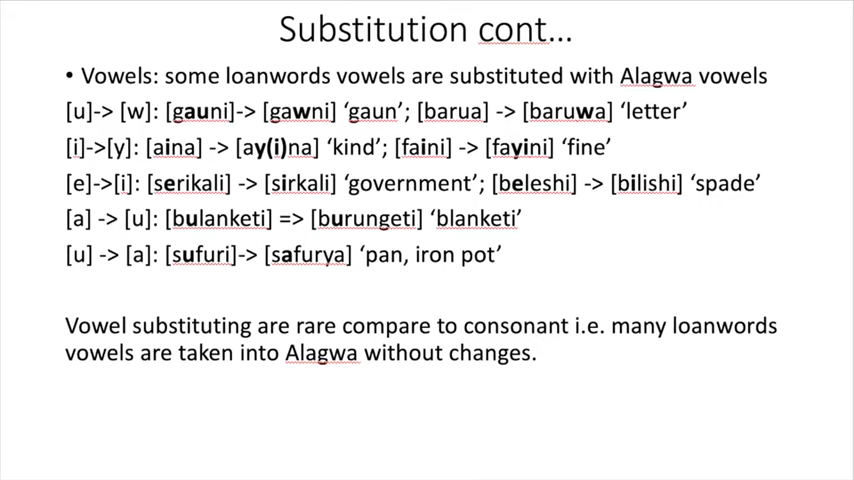 Substitution cont...
• Vowels: some loanwords vowels are substituted with Alagwa vowels
[u]-> [w]: [gauni]-> [gawni] ‘gaun’; [barua] -> [baruwa] ‘letter’
[i]->[y]: [aina] -> [ay(i)na] ‘kind’; [faini] -> [fayini] ‘fine’
[e]->[i]: [serikali] -> [sirkali] ‘government’; [beleshi] -> [bilishi] ‘spade’
[a] -> [u]: [bulanketi] => [burungeti] ‘blanketi’
[u] -> [a]: [sufuri]-> [safurya] ‘pan, iron pot’
Vowel substituting are rare compare to consonant i.e. many loanwords
vowels are taken into Alagwa without changes.